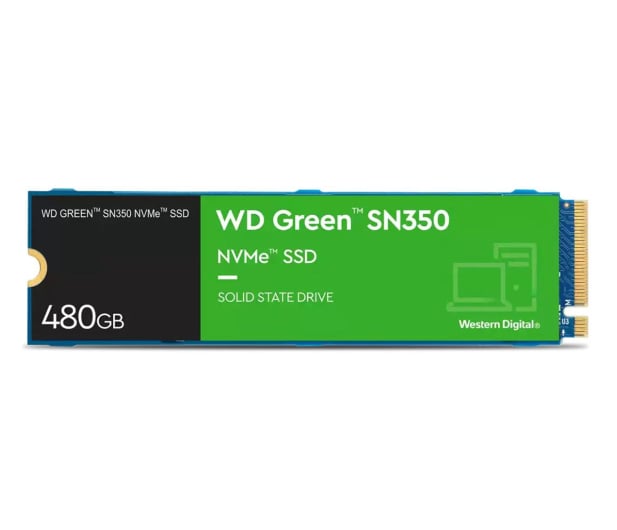 WD GREEN™ SN350 NVMe™ SSD
480GB
WD Green™ SN350
NVMe™ SSD
SOLID STATE DRIVE
Western Digital®